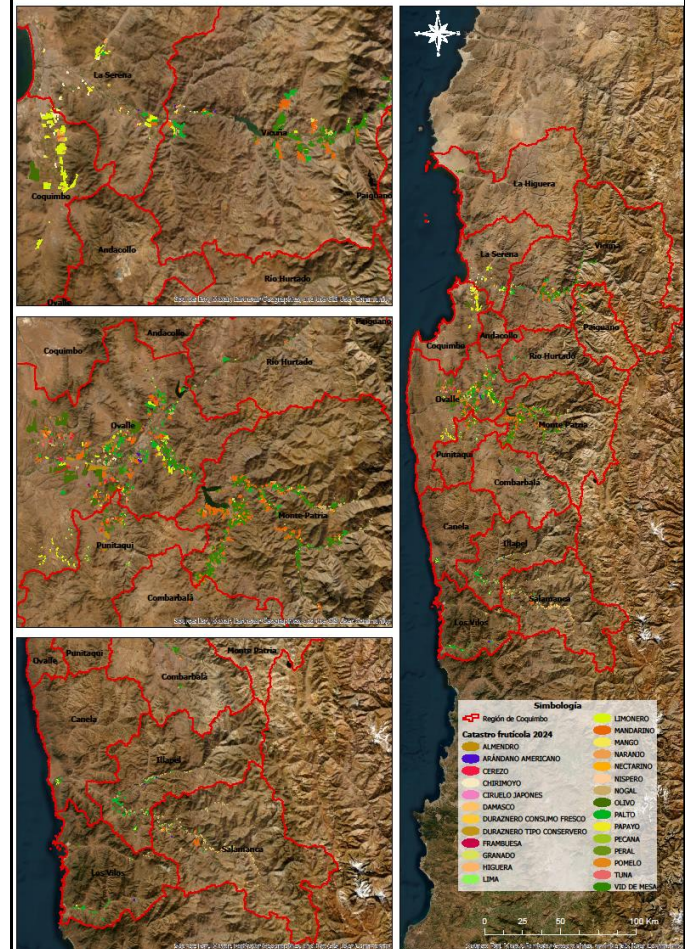 La Serena
Vicuña
Coquimbo
Paiguano
Andacollo
Río Hurtado
Ovalle
Paiguano
Andacollo
Coquimbo
Río Hurtado
Ovalle
Monte Patria
Punitaqui
Combarbalá
Monte Patria
Punitaqui
Ovalle
Combarbalá
Canela
Illapel
Salamanca
Los Vilos
La Higuera
Vicuña
La Serena
Paiguano
Andacollo
Coquimbo
Río Hurtado
Ovalle
Monte Patria
Punitaqui
Combarbalá
Canela
Illapel
Salamanca
Los Vilos
Simbología
Región de Coquimbo
Catastro frutícola 2024
ALMENDRO
ARÁNDANO AMERICANO
CEREZO
CHIRIMOYO
CIRUELO JAPONES
DAMASCO
DURAZNERO CONSUMO FRESCO
DURAZNERO TIPO CONSERVERO
FRAMBUESA
GRANADO
HIGUERA
LIMA
LIMONERO
MANDARINO
MANGO
NARANJO
NECTARINO
NISPERO
NOGAL
OLIVO
PALTO
PAPAYO
PECANA
PERAL
POMELO
TUNA
VID DE MESA
0 25 50 100 Km